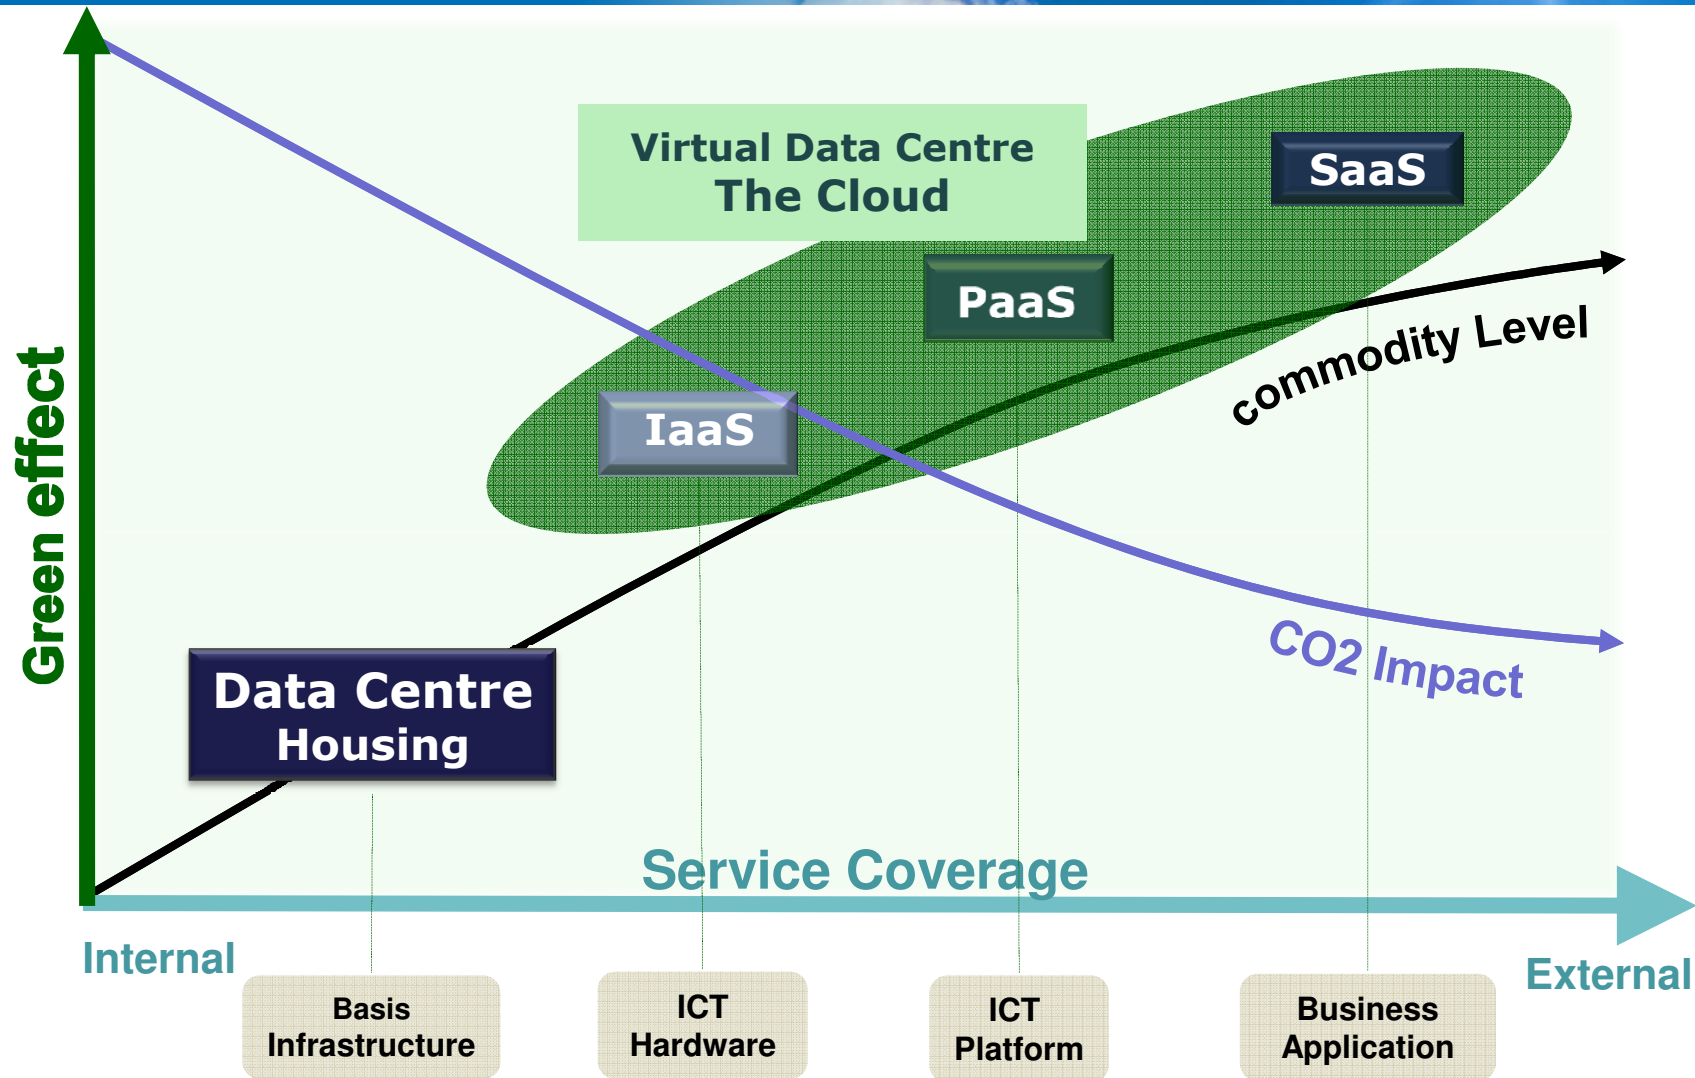 Virtual Data Centre
The Cloud
SaaS
PaaS
IaaS
commodity Level
Green effect
Data Centre
Housing
CO2 Impact
Service Coverage
Internal
External
Basis
Infrastructure
ICT
Hardware
ICT
Platform
Business
Application